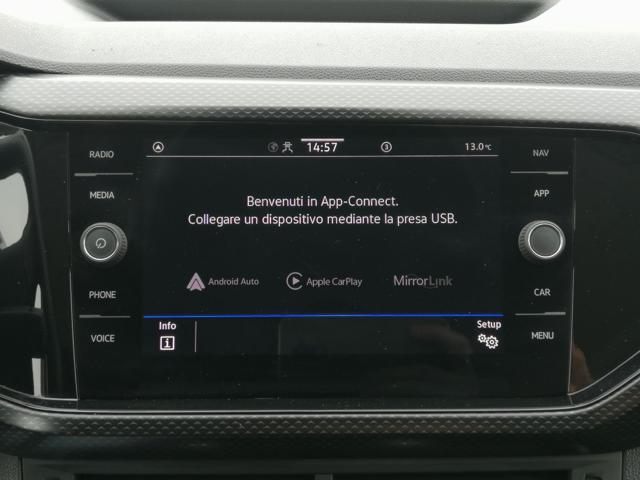 RADIO
MEDIA
PHONE
VOICE
14:57
3
13.0°C
Benvenuti in App-Connect.
Collegare un dispositivo mediante la presa USB.
Android Auto
Apple CarPlay
MirrorLink
Info
Setup
NAV
APP
CAR
MENU